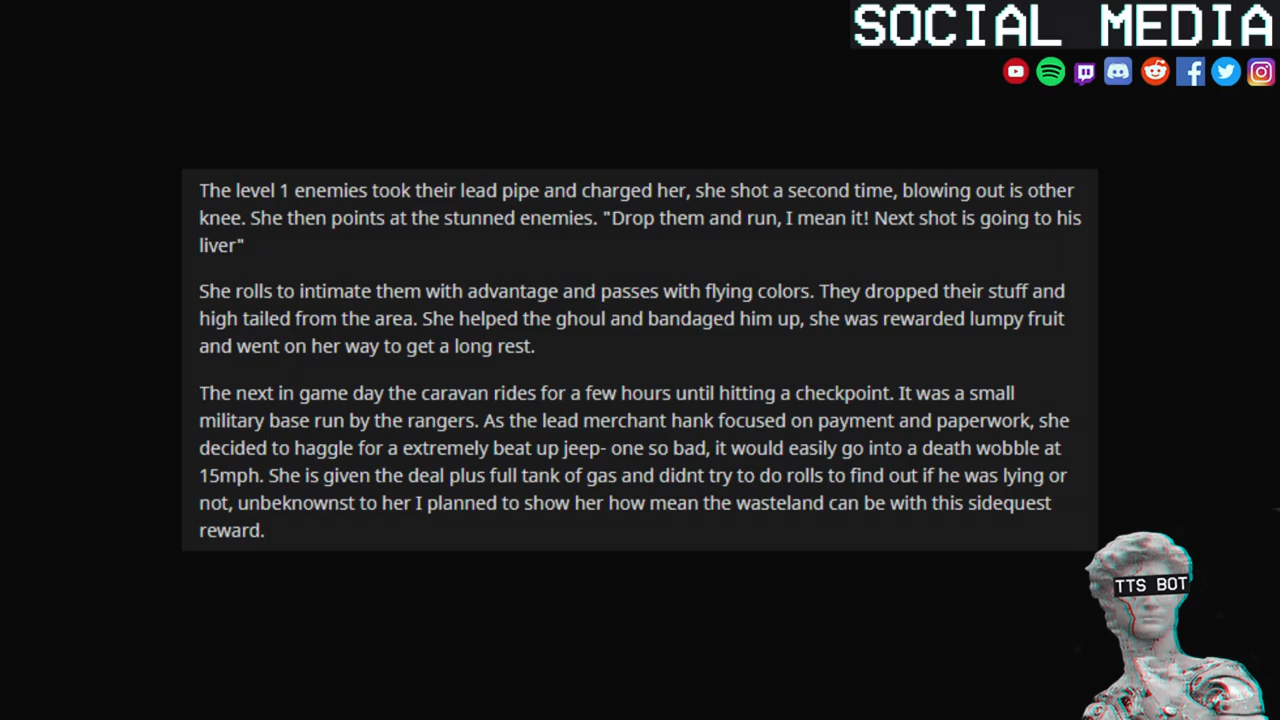 SOCIAL MEDIA
The level 1 enemies took their lead pipe and charged her, she shot a second time, blowing out is other
knee. She then points at the stunned enemies. "Drop them and run, I mean it! Next shot is going to his
liver"
She rolls to intimate them with advantage and passes with flying colors. They dropped their stuff and
high tailed from the area. She helped the ghoul and bandaged him up, she was rewarded lumpy fruit
and went on her way to get a long rest.
The next in game day the caravan rides for a few hours until hitting a checkpoint. It was a small
military base run by the rangers. As the lead merchant hank focused on payment and paperwork, she
decided to haggle for a extremely beat up jeep- one so bad, it would easily go into a death wobble at
15mph. She is given the deal plus full tank of gas and didnt try to do rolls to find out if he was lying or
not, unbeknownst to her I planned to show her how mean the wasteland can be with this sidequest
reward.
TTS BOT